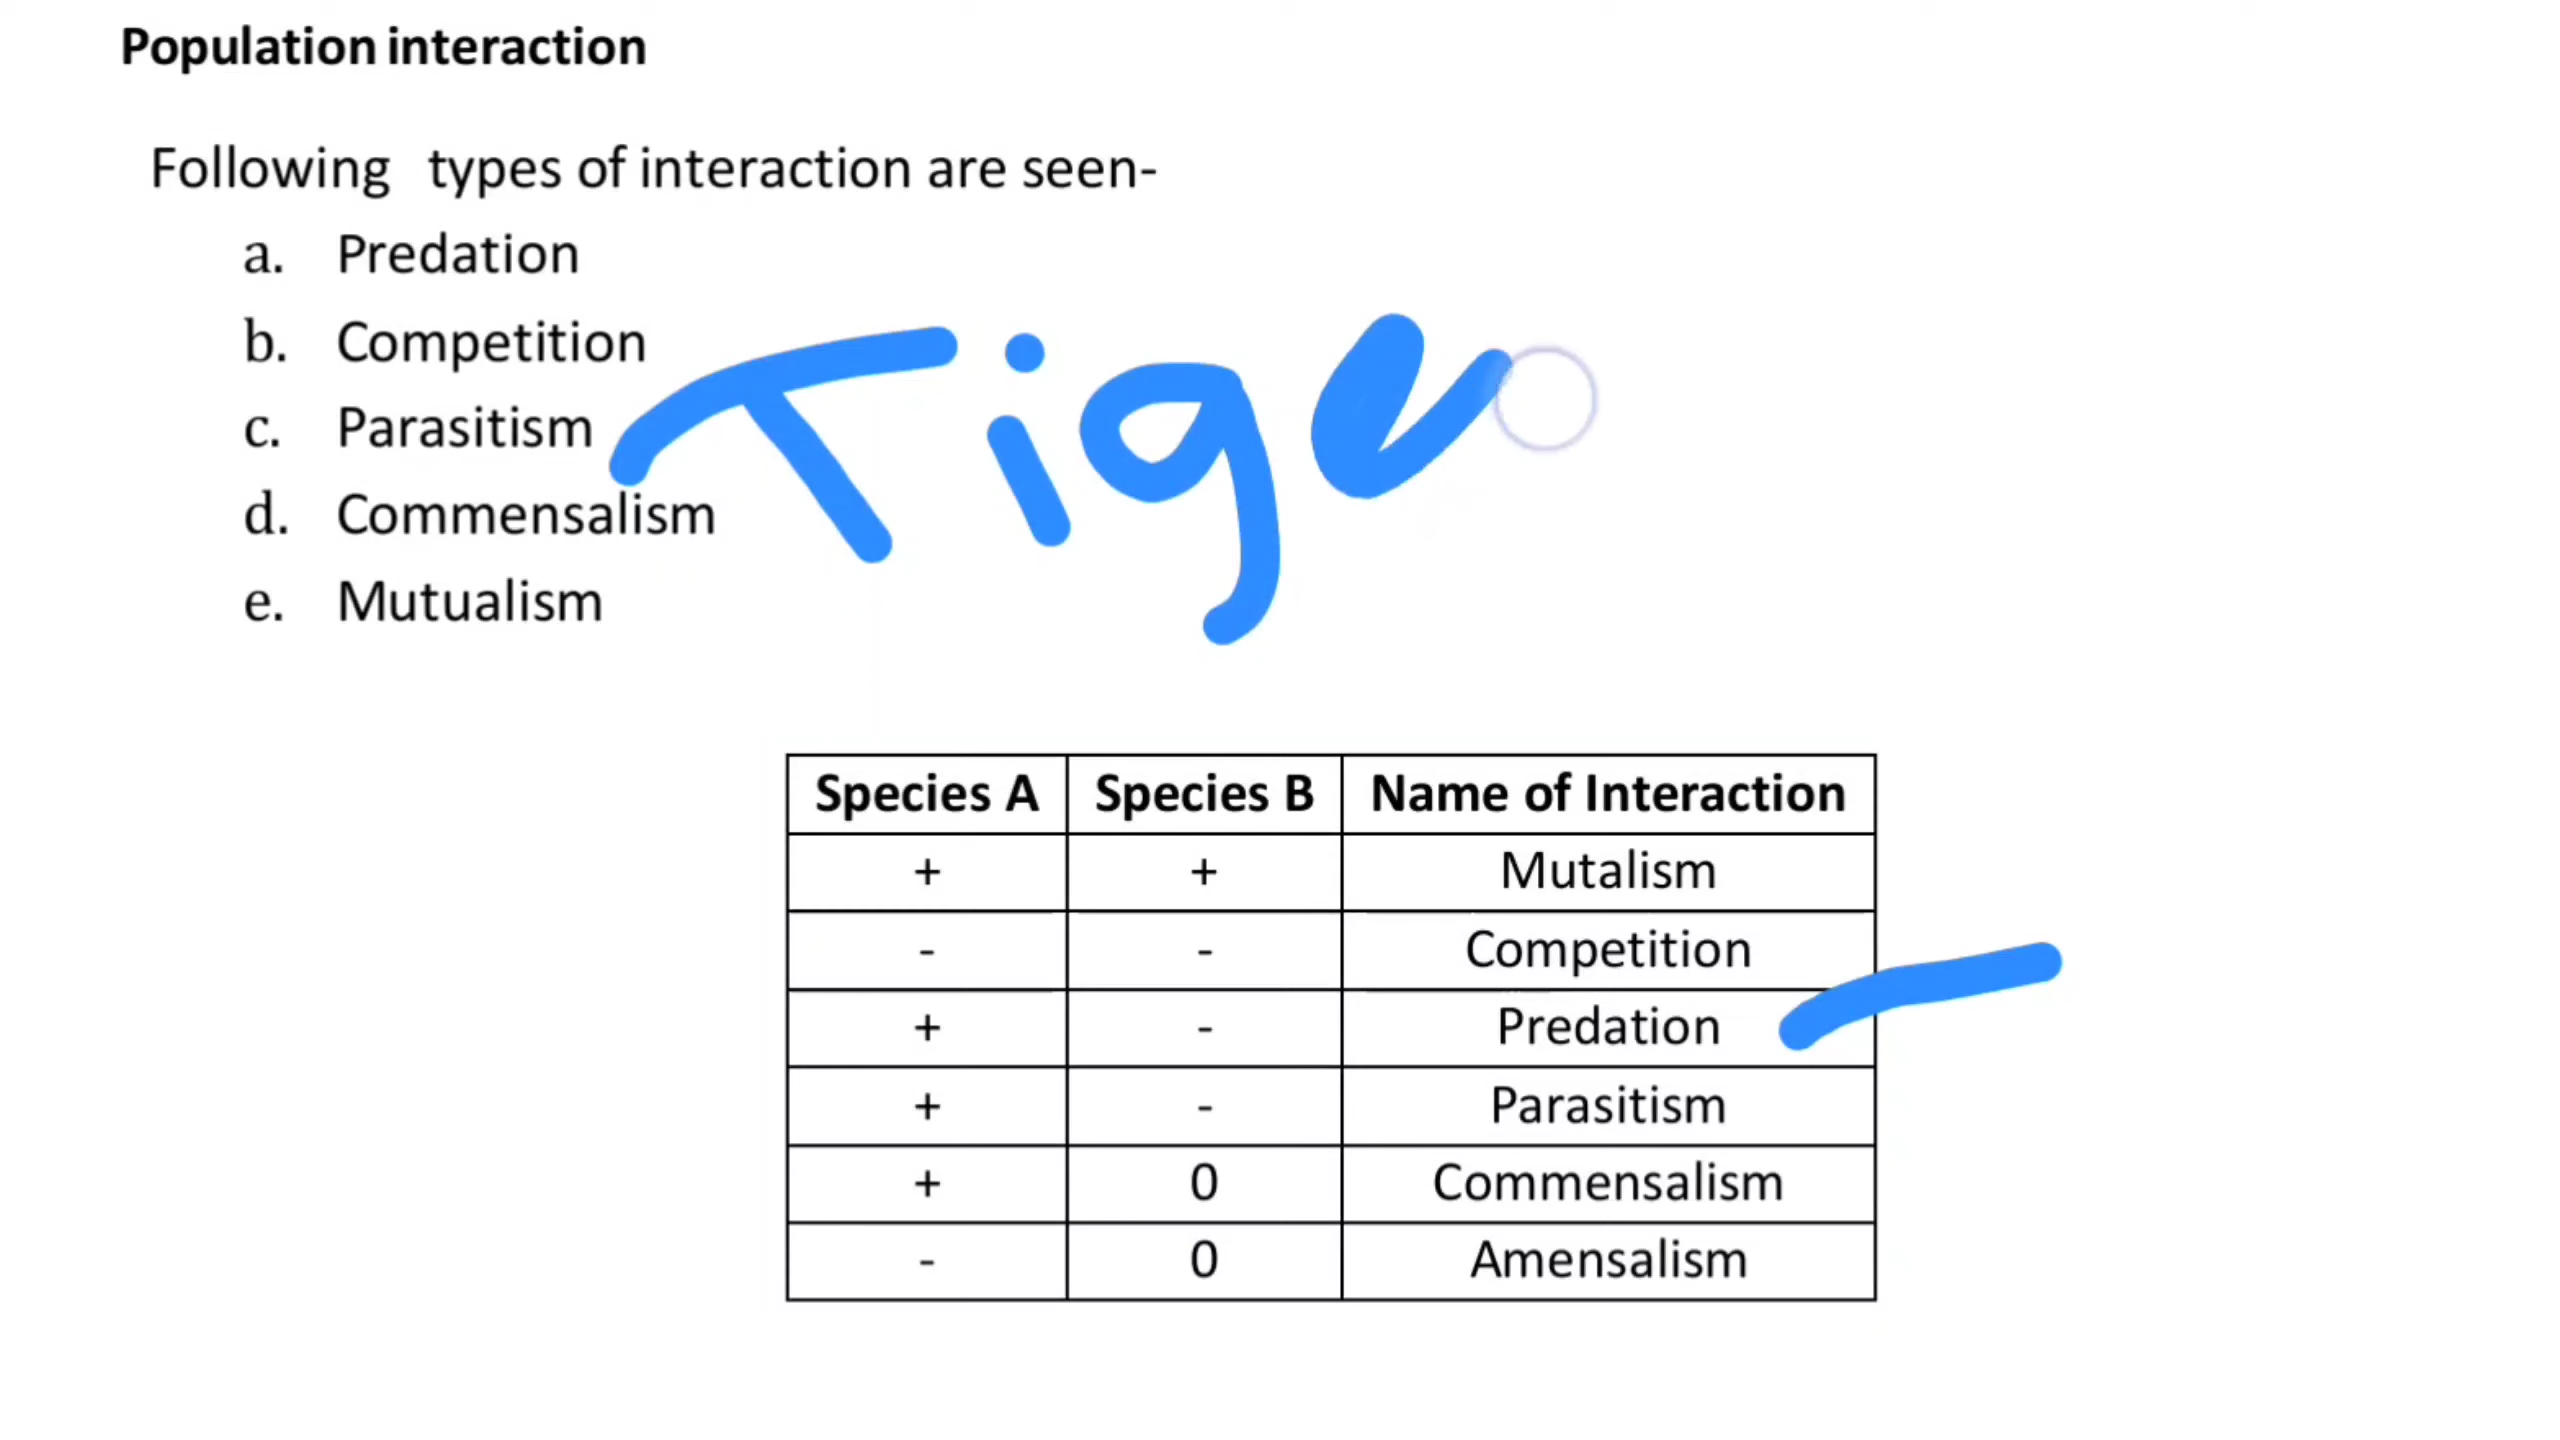 Population interaction
Following types of interaction are seen-
a. Predation
b. Competition
c. Parasitism
d. Commensalism
e. Mutualism
Tige
Species A Species B Name of Interaction
+ + Mutalism
- - Competition
+ - Predation
+ - Parasitism
+ 0 Commensalism
- 0 Amensalism